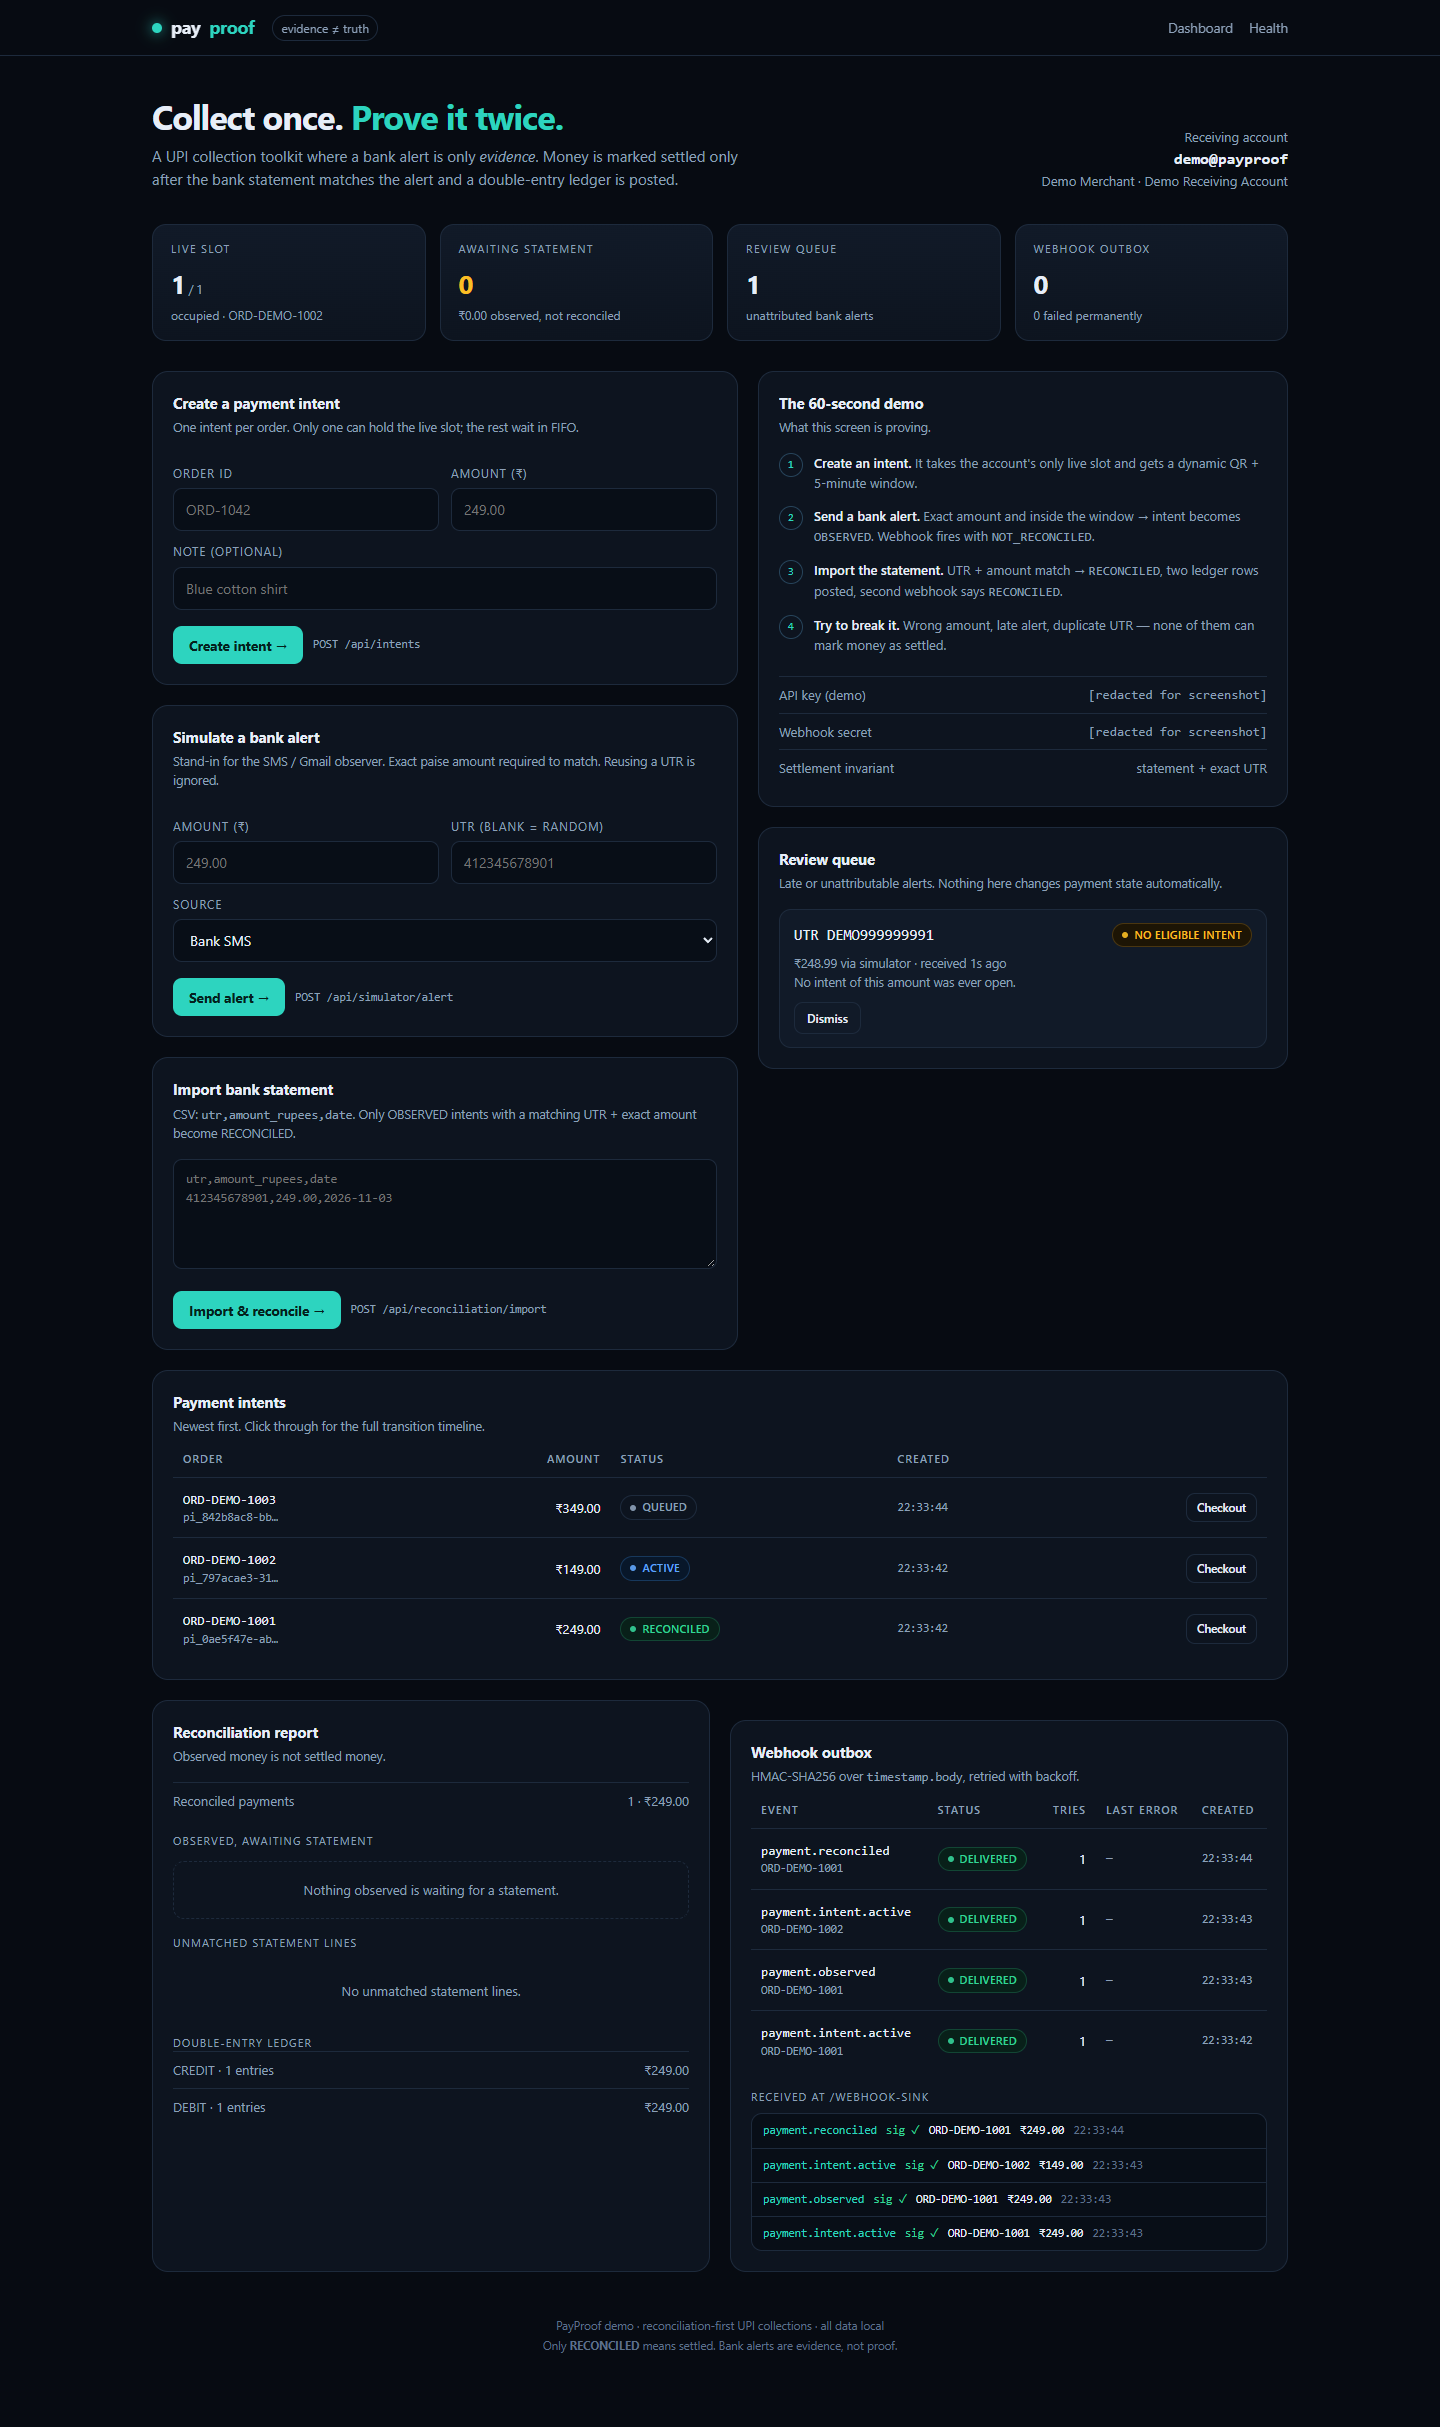 pay proof
evidence ≠ truth
Dashboard
Health
Collect once. Prove it twice.
A UPI collection toolkit where a bank alert is only evidence. Money is marked settled only
after the bank statement matches the alert and a double-entry ledger is posted.
Receiving account
demo@payproof
Demo Merchant · Demo Receiving Account
LIVE SLOT
1 / 1
occupied · ORD-DEMO-1002
AWAITING STATEMENT
0
₹0.00 observed, not reconciled
REVIEW QUEUE
1
unattributed bank alerts
WEBHOOK OUTBOX
0
0 failed permanently
Create a payment intent
One intent per order. Only one can hold the live slot; the rest wait in FIFO.
ORDER ID
AMOUNT (₹)
ORD-1042
249.00
NOTE (OPTIONAL)
Blue cotton shirt
Create intent →
POST /api/intents
Simulate a bank alert
Stand-in for the SMS / Gmail observer. Exact paise amount required to match. Reusing a UTR is
ignored.
AMOUNT (₹)
UTR (BLANK = RANDOM)
249.00
412345678901
SOURCE
Bank SMS
Send alert →
POST /api/simulator/alert
Import bank statement
CSV: utr,amount_rupees,date. Only OBSERVED intents with a matching UTR + exact amount
become RECONCILED.
utr,amount_rupees,date
412345678901,249.00,2026-11-03
Import & reconcile →
POST /api/reconciliation/import
The 60-second demo
What this screen is proving.
1 Create an intent. It takes the account's only live slot and gets a dynamic QR +
5-minute window.
2 Send a bank alert. Exact amount and inside the window → intent becomes
OBSERVED. Webhook fires with NOT_RECONCILED.
3 Import the statement. UTR + amount match → RECONCILED, two ledger rows
posted, second webhook says RECONCILED.
4 Try to break it. Wrong amount, late alert, duplicate UTR — none of them can
mark money as settled.
API key (demo) [redacted for screenshot]
Webhook secret [redacted for screenshot]
Settlement invariant statement + exact UTR
Review queue
Late or unattributable alerts. Nothing here changes payment state automatically.
UTR DEMO999999991
NO ELIGIBLE INTENT
₹248.99 via simulator · received 1s ago
No intent of this amount was ever open.
Dismiss
Payment intents
Newest first. Click through for the full transition timeline.
ORDER AMOUNT STATUS CREATED
ORD-DEMO-1003
pi_842b8ac8-bb…
₹349.00 QUEUED 22:33:44 Checkout
ORD-DEMO-1002
pi_797acae3-31…
₹149.00 ACTIVE 22:33:42 Checkout
ORD-DEMO-1001
pi_0ae5f47e-ab…
₹249.00 RECONCILED 22:33:42 Checkout
Reconciliation report
Observed money is not settled money.
Reconciled payments 1 · ₹249.00
OBSERVED, AWAITING STATEMENT
Nothing observed is waiting for a statement.
UNMATCHED STATEMENT LINES
No unmatched statement lines.
DOUBLE-ENTRY LEDGER
CREDIT · 1 entries ₹249.00
DEBIT · 1 entries ₹249.00
Webhook outbox
HMAC-SHA256 over timestamp.body, retried with backoff.
EVENT STATUS TRIES LAST ERROR CREATED
payment.reconciled
ORD-DEMO-1001
DELIVERED 1 — 22:33:44
payment.intent.active
ORD-DEMO-1002
DELIVERED 1 — 22:33:43
payment.observed
ORD-DEMO-1001
DELIVERED 1 — 22:33:43
payment.intent.active
ORD-DEMO-1001
DELIVERED 1 — 22:33:42
RECEIVED AT /WEBHOOK-SINK
payment.reconciled sig ✓ ORD-DEMO-1001 ₹249.00 22:33:44
payment.intent.active sig ✓ ORD-DEMO-1002 ₹149.00 22:33:43
payment.observed sig ✓ ORD-DEMO-1001 ₹249.00 22:33:43
payment.intent.active sig ✓ ORD-DEMO-1001 ₹249.00 22:33:43
PayProof demo · reconciliation-first UPI collections · all data local
Only RECONCILED means settled. Bank alerts are evidence, not proof.